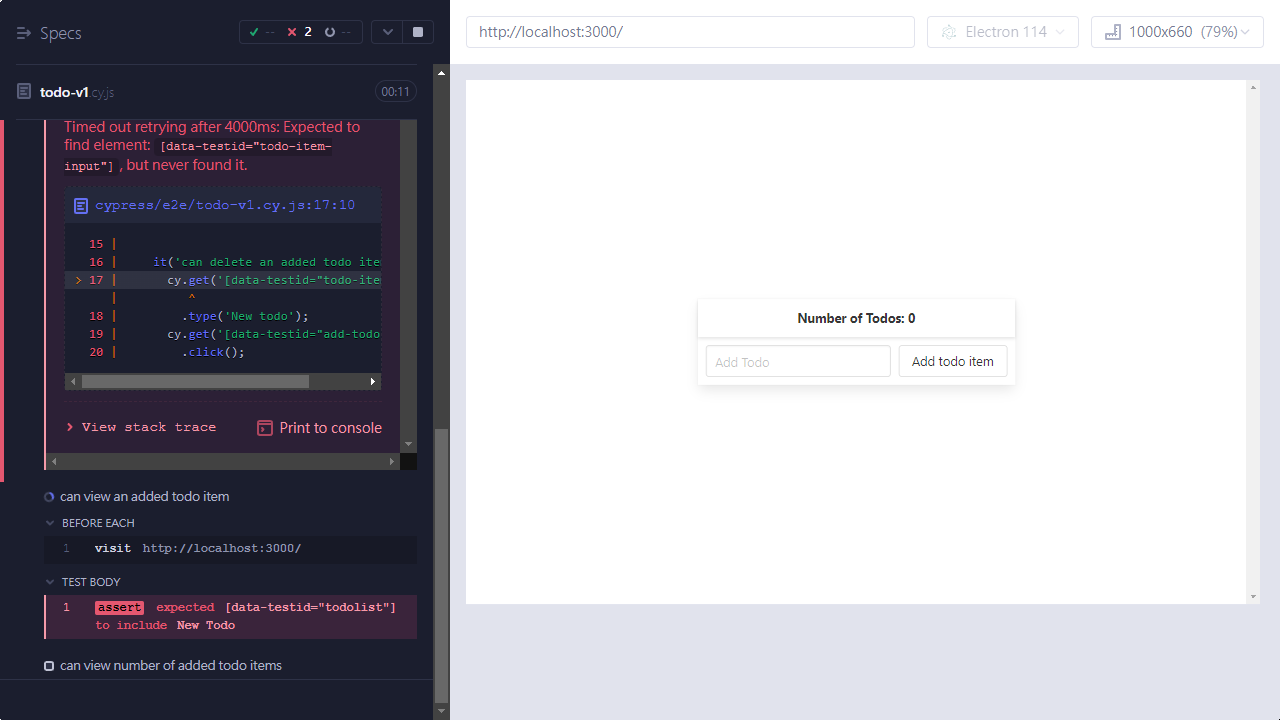 Specs
-- 2 --
todo-v1.cy.js
00:11
Timed out retrying after 4000ms: Expected to
find element: [data-testid="todo-item-
input"], but never found it.
cypress/e2e/todo-v1.cy.js:17:10
15 |
16 | it('can delete an added todo ite
> 17 | cy.get('[data-testid="todo-ite
| ^
18 | .type('New todo');
19 | cy.get('[data-testid="add-todo
20 | .click();
> View stack trace
Print to console
can view an added todo item
BEFORE EACH
1 visit http://localhost:3000/
TEST BODY
1 assert expected [data-testid="todolist"]
to include New Todo
can view number of added todo items
http://localhost:3000/
Electron 114
1000x660 (79%)
Number of Todos: 0
Add Todo
Add todo item